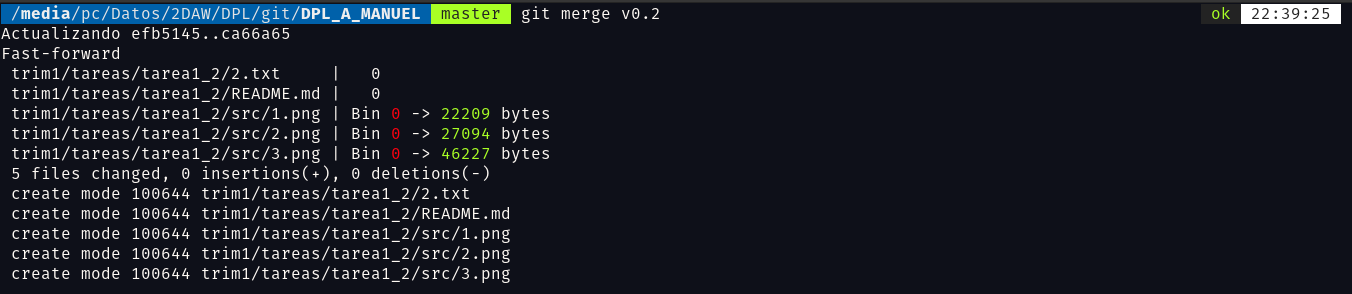 /media/pc/Datos/2DAW/DPL/git/DPL_A_MANUEL master git merge v0.2 ok 22:39:25
Actualizando efb5145..ca66a65
Fast-forward
trim1/tareas/tarea1_2/2.txt | 0
trim1/tareas/tarea1_2/README.md | 0
trim1/tareas/tarea1_2/src/1.png | Bin 0 -> 22209 bytes
trim1/tareas/tarea1_2/src/2.png | Bin 0 -> 27094 bytes
trim1/tareas/tarea1_2/src/3.png | Bin 0 -> 46227 bytes
5 files changed, 0 insertions(+), 0 deletions(-)
create mode 100644 trim1/tareas/tarea1_2/2.txt
create mode 100644 trim1/tareas/tarea1_2/README.md
create mode 100644 trim1/tareas/tarea1_2/src/1.png
create mode 100644 trim1/tareas/tarea1_2/src/2.png
create mode 100644 trim1/tareas/tarea1_2/src/3.png